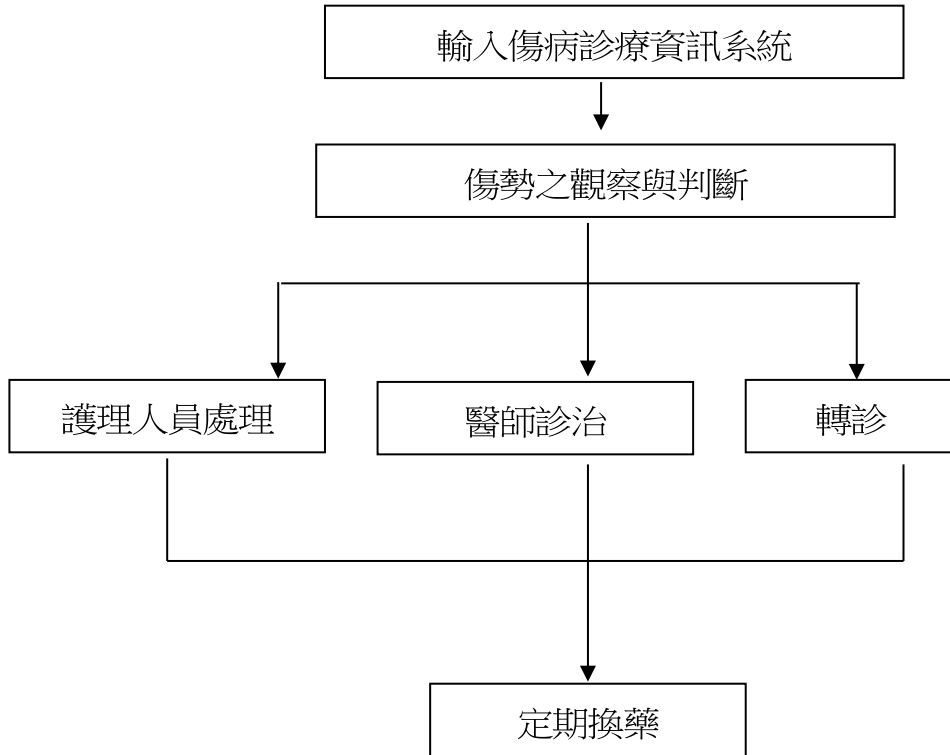 輸入傷病診療資訊系統
傷勢之觀察與判斷
護理人員處理
醫師診治
轉診
定期換藥